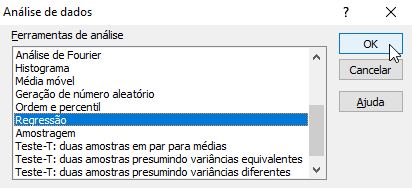 Análise de dados
? ×
Ferramentas de análise
Análise de Fourier
Histograma
Média móvel
Geração de número aleatório
Ordem e percentil
Regressão
Amostragem
Teste-T: duas amostras em par para médias
Teste-T: duas amostras presumindo variâncias equivalentes
Teste-T: duas amostras presumindo variâncias diferentes
OK
Cancelar
Ajuda